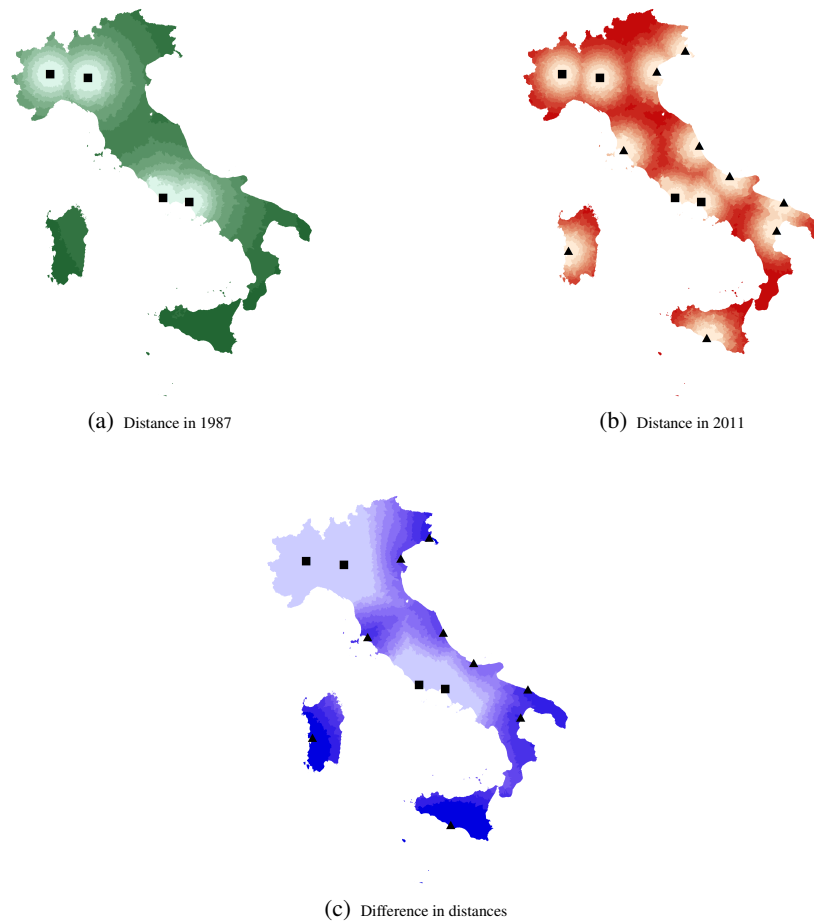 (a) Distance in 1987
(b) Distance in 2011
(c) Difference in distances